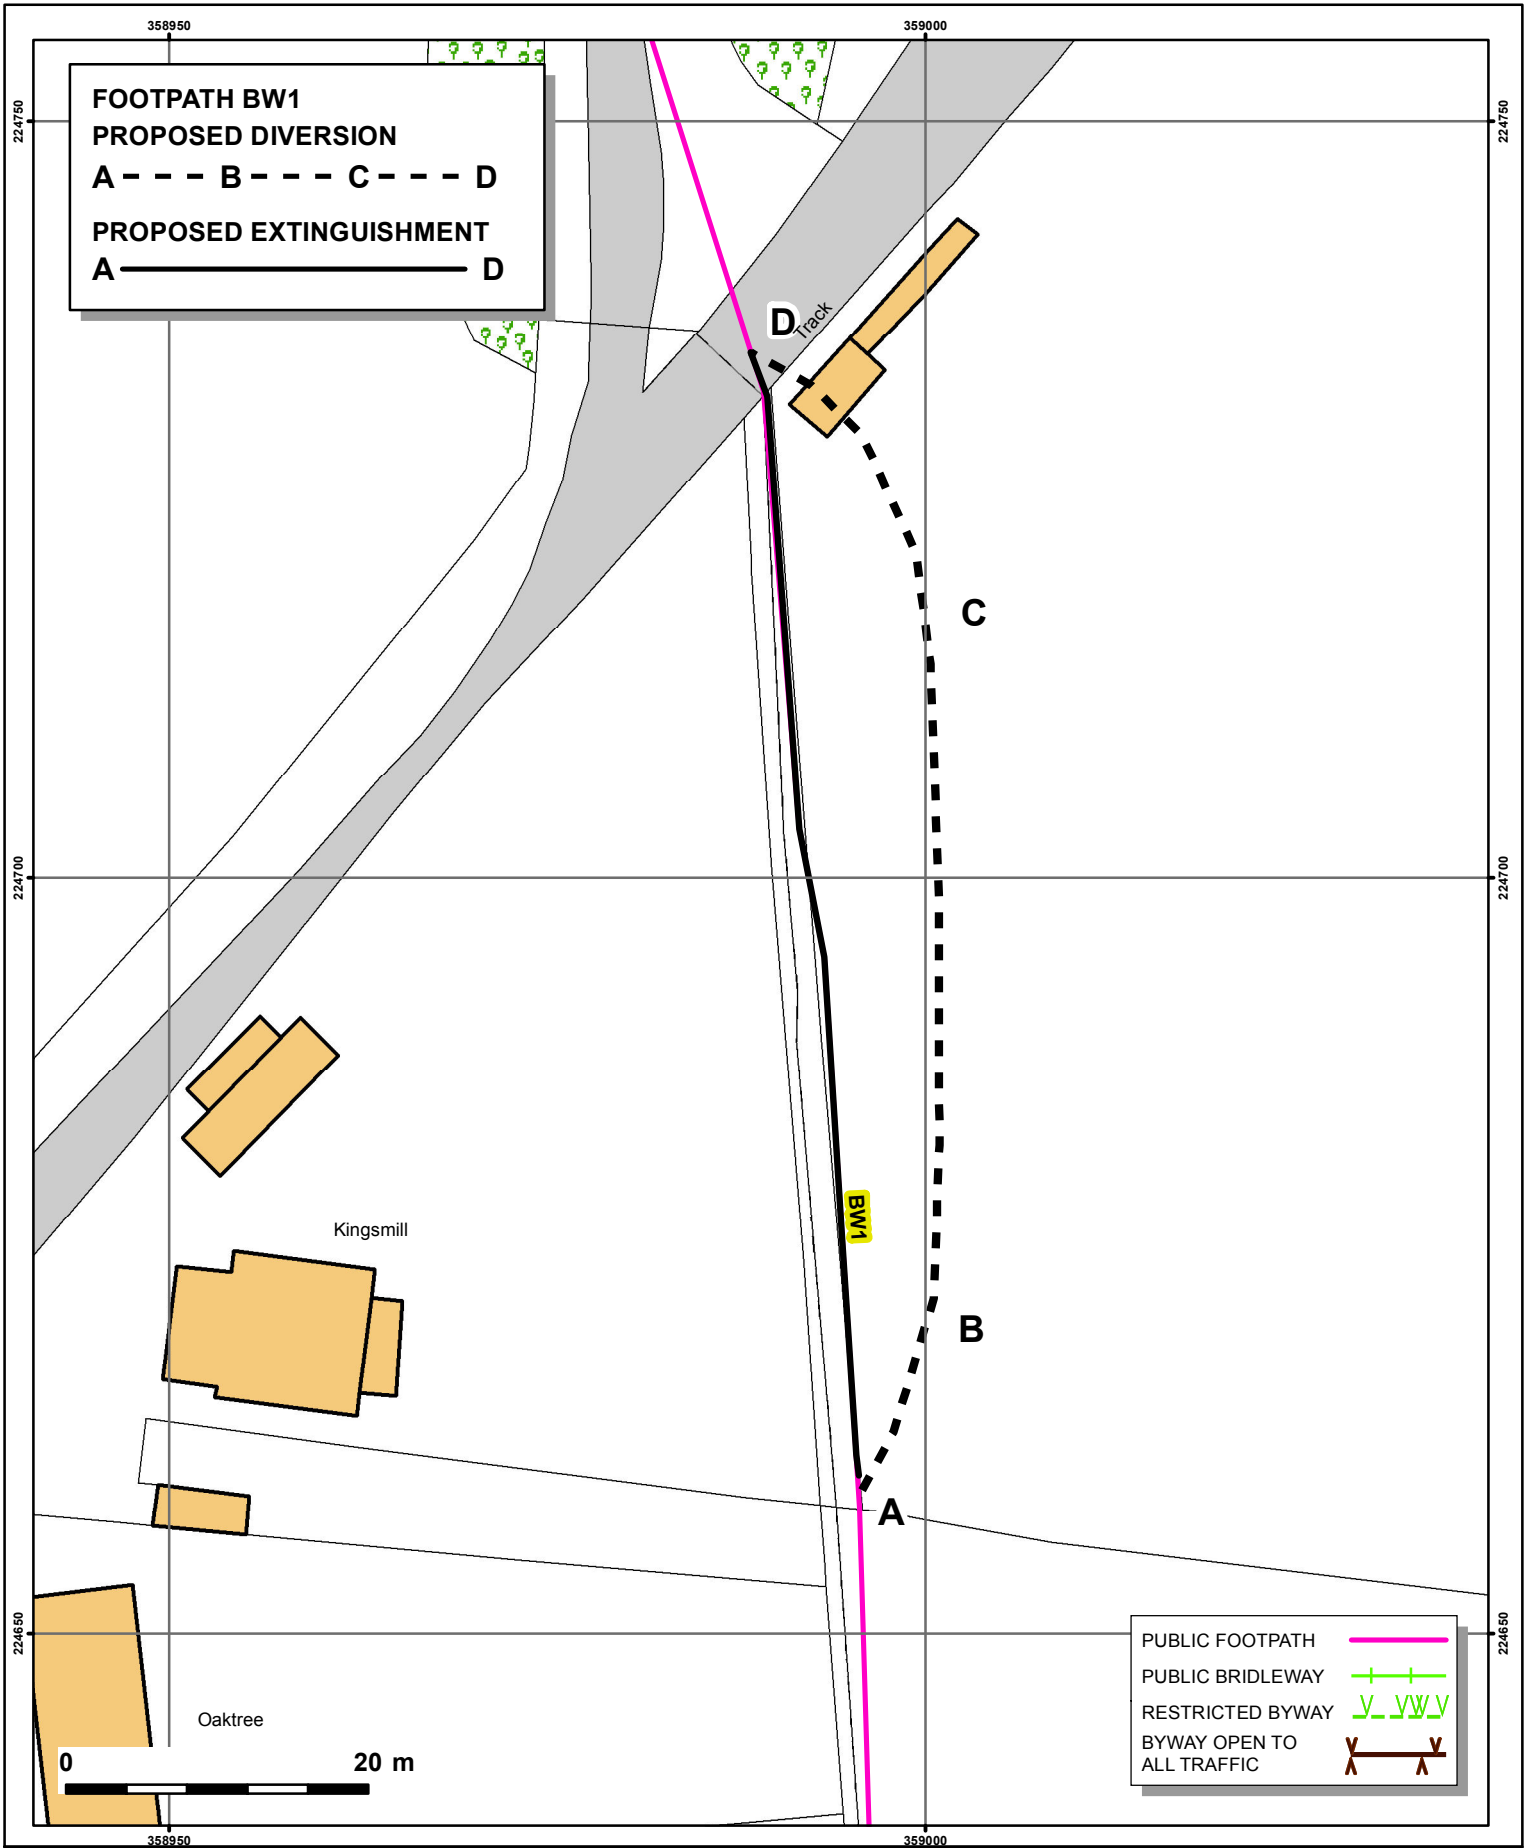 358950
359000
224750
224750
FOOTPATH BW1
PROPOSED DIVERSION
A B C D
PROPOSED EXTINGUISHMENT
A D
D
Track
C
224700
224700
BW1
Kingsmill
B
A
224650
224650
PUBLIC FOOTPATH
PUBLIC BRIDLEWAY
RESTRICTED BYWAY
BYWAY OPEN TO
ALL TRAFFIC
Oaktree
0 20 m
358950
359000